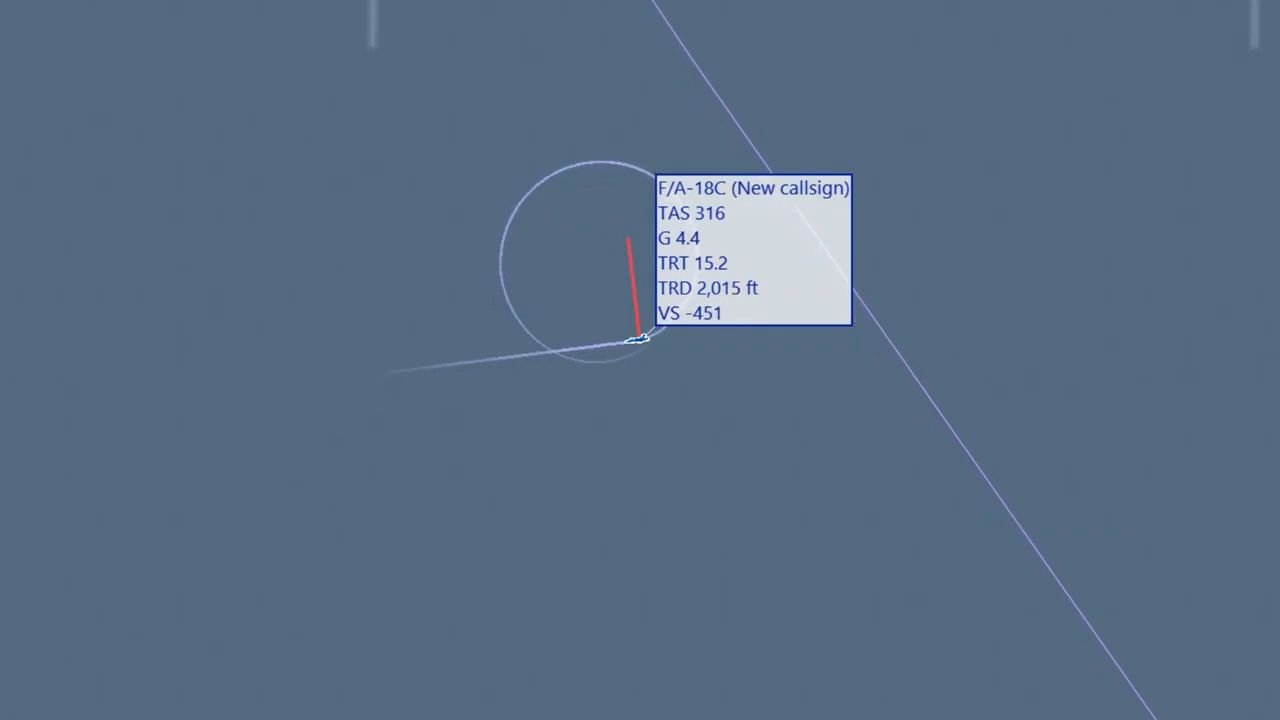 F/A-18C (New callsign)
TAS 316
G 4.4
TRT 15.2
TRD 2,015 ft
VS -451